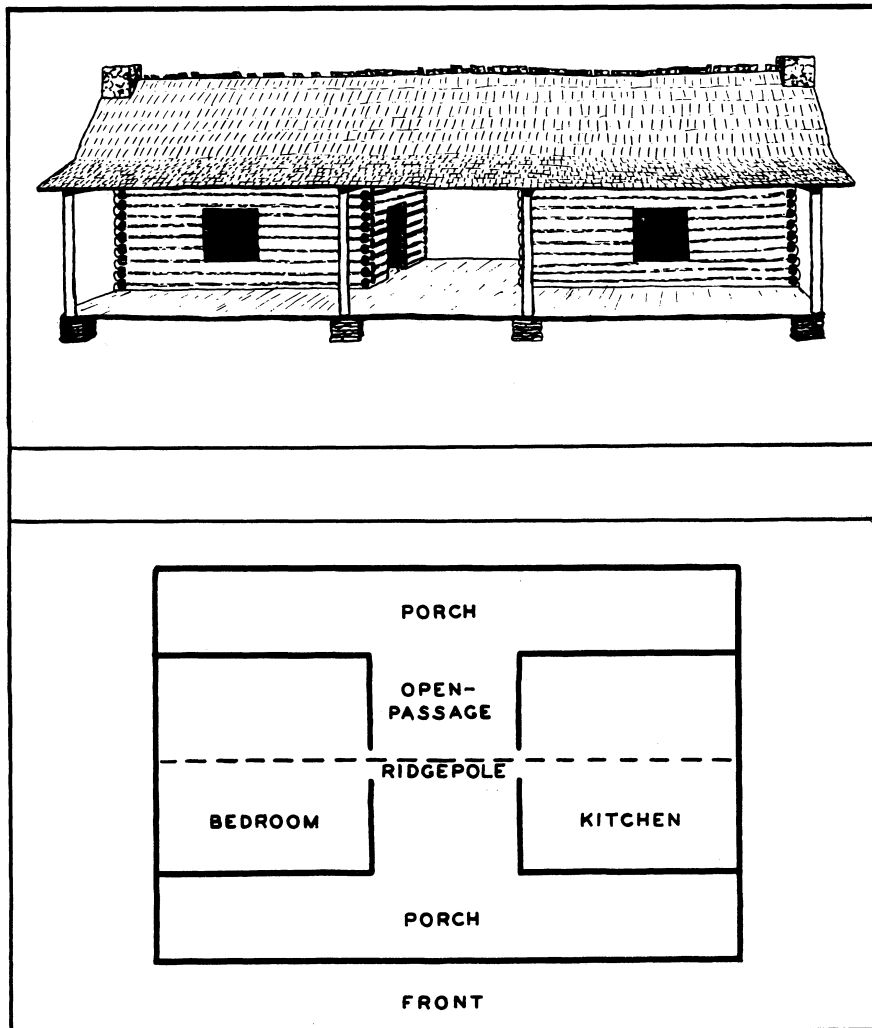 PORCH
OPEN-
PASSAGE
RIDGEPOLE
BEDROOM
KITCHEN
PORCH
FRONT